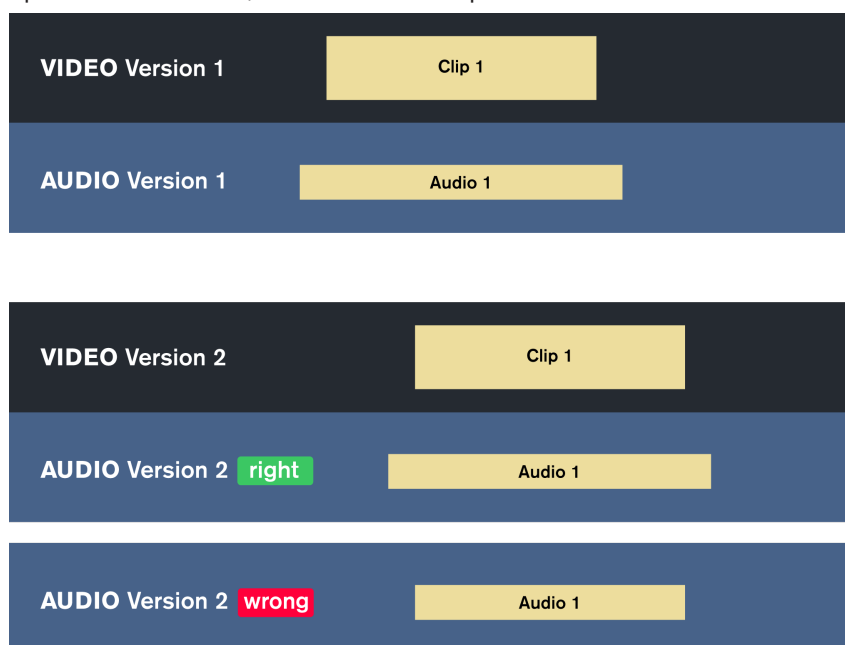 VIDEO Version 1
Clip 1
AUDIO Version 1
Audio 1
VIDEO Version 2
Clip 1
AUDIO Version 2 right
Audio 1
AUDIO Version 2 wrong
Audio 1